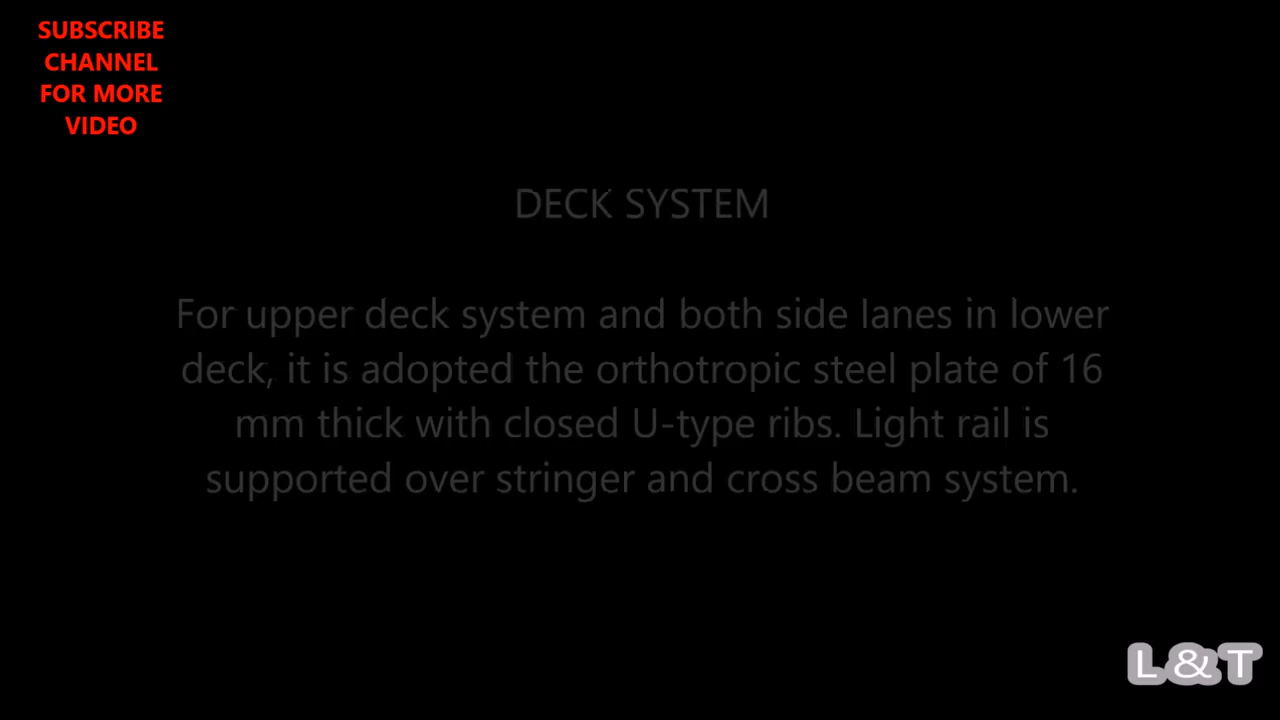 SUBSCRIBE
CHANNEL
FOR MORE
VIDEO
DECK SYSTEM
For upper deck system and both side lanes in lower
deck, it is adopted the orthotropic steel plate of 16
mm thick with closed U-type ribs. Light rail is
supported over stringer and cross beam system.
L&T